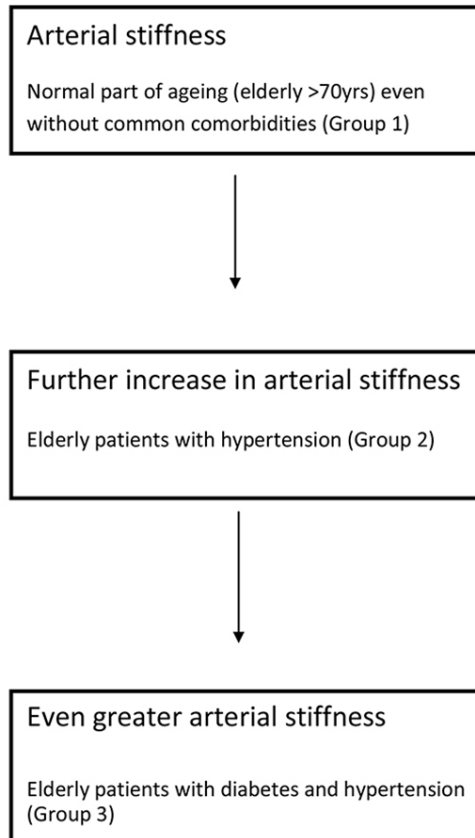 Arterial stiffness
Normal part of ageing (elderly >70yrs) even
without common comorbidities (Group 1)
Further increase in arterial stiffness
Elderly patients with hypertension (Group 2)
Even greater arterial stiffness
Elderly patients with diabetes and hypertension
(Group 3)